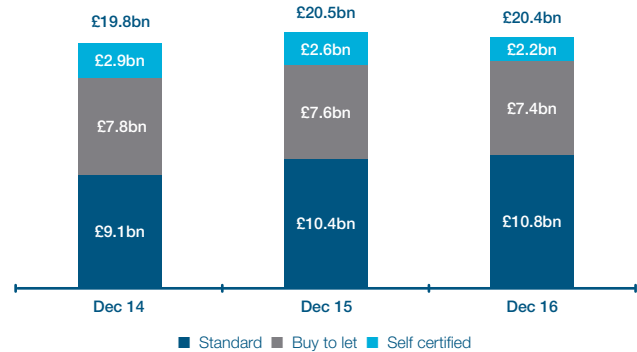 £19.8bn £20.5bn £20.4bn
£2.9bn £2.6bn £2.2bn
£7.8bn £7.6bn £7.4bn
£9.1bn £10.4bn £10.8bn
Dec 14 Dec 15 Dec 16
Standard Buy to let Self certified